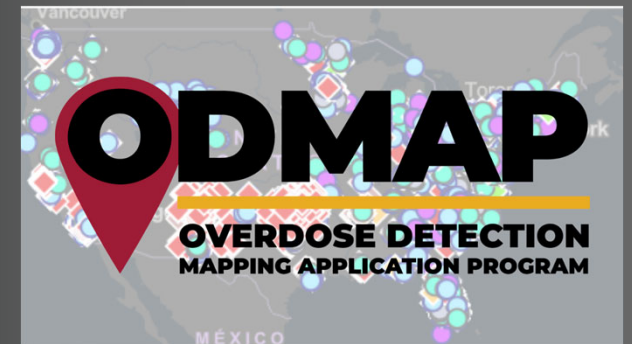 Vancouver
ODMAP
OVERDOSE DETECTION
MAPPING APPLICATION PROGRAM
MÉXICO